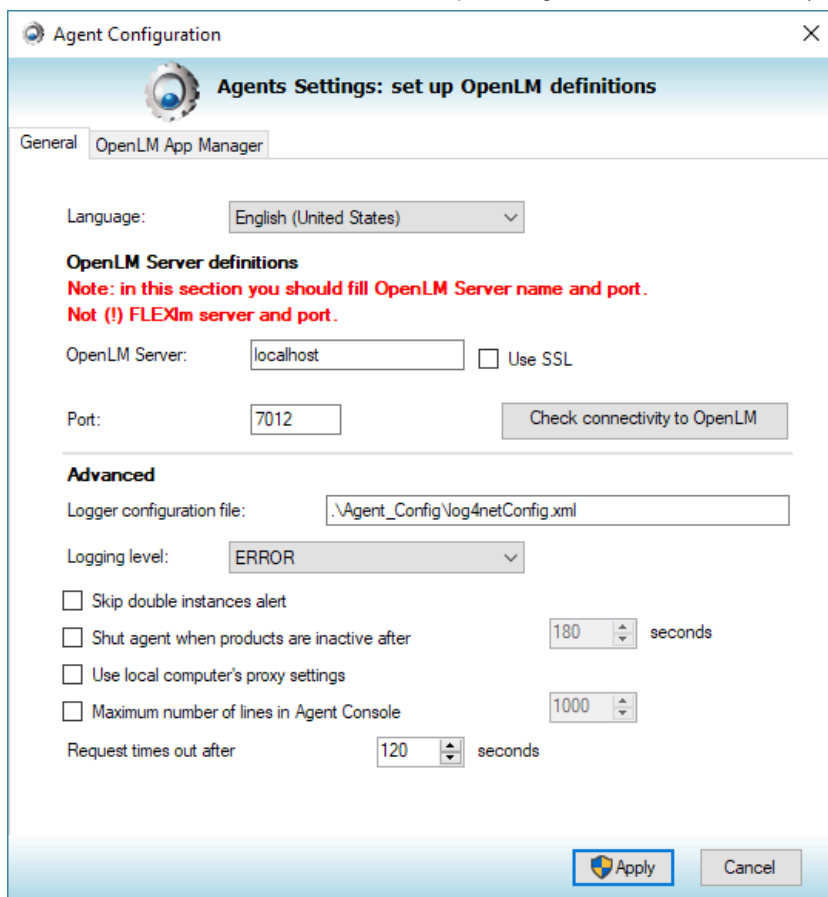 Agent Configuration
Agents Settings: set up OpenLM definitions
General OpenLM App Manager
Language: English (United States)
OpenLM Server definitions
Note: in this section you should fill OpenLM Server name and port.
Not (!) FLEXlm server and port.
OpenLM Server: localhost Use SSL
Port: 7012 Check connectivity to OpenLM
Advanced
Logger configuration file: .\Agent_Config\log4netConfig.xml
Logging level: ERROR
Skip double instances alert
Shut agent when products are inactive after 180 seconds
Use local computer's proxy settings
Maximum number of lines in Agent Console 1000
Request times out after 120 seconds
Apply Cancel